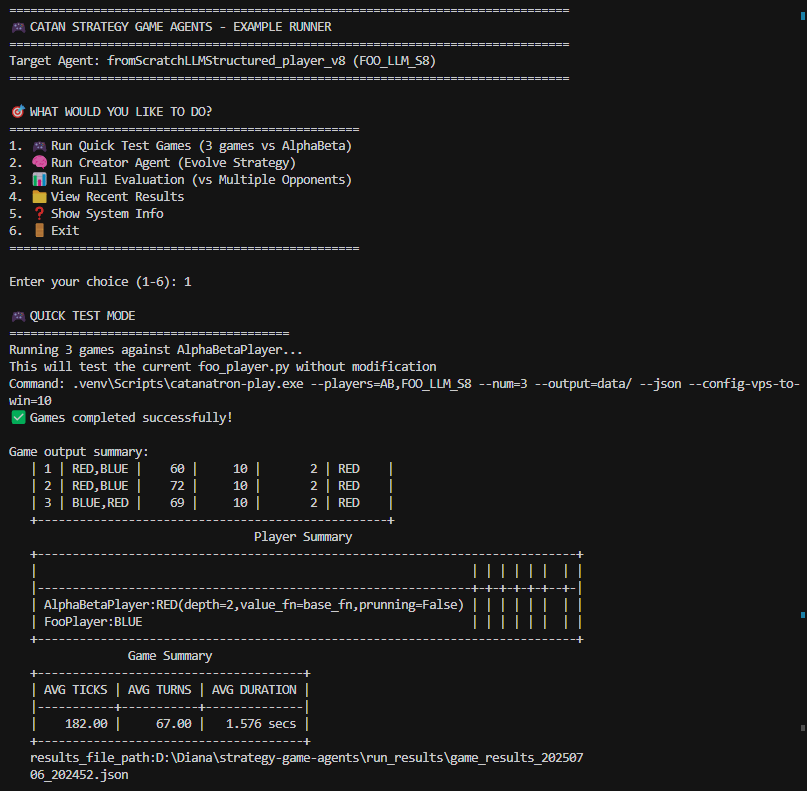 ================================================================================
🎮 CATAN STRATEGY GAME AGENTS - EXAMPLE RUNNER
================================================================================
Target Agent: fromScratchLLMStructured_player_v8 (FOO_LLM_S8)
================================================================================
🎯 WHAT WOULD YOU LIKE TO DO?
==================================================
1. 🎮 Run Quick Test Games (3 games vs AlphaBeta)
2. 🧠 Run Creator Agent (Evolve Strategy)
3. 📊 Run Full Evaluation (vs Multiple Opponents)
4. 📁 View Recent Results
5. ❓ Show System Info
6. 🚪 Exit
==================================================
Enter your choice (1-6): 1
🎮 QUICK TEST MODE
========================================
Running 3 games against AlphaBetaPlayer...
This will test the current foo_player.py without modification
Command: .venv\Scripts\catanatron-play.exe --players=AB,FOO_LLM_S8 --num=3 --output=data/ --json --config-vps-to-
win=10
✅ Games completed successfully!
Game output summary:
| 1 | RED,BLUE |    60 |     10 |       2 | RED    |
| 2 | RED,BLUE |    72 |     10 |       2 | RED    |
| 3 | BLUE,RED |    69 |     10 |       2 | RED    |
+--------------------------------------------------+
Player Summary
+-----------------------------------------------------------------------------+
|                                                              | | | | | |  | |
|--------------------------------------------------------------+-+-+-+-+--+-|
| AlphaBetaPlayer:RED(depth=2,value_fn=base_fn,prunning=False) | | | | | |  | |
| FooPlayer:BLUE                                               | | | | | |  | |
+-----------------------------------------------------------------------------+
Game Summary
+--------------------------------------+
| AVG TICKS | AVG TURNS | AVG DURATION |
|-----------+-----------+--------------|
|    182.00 |     67.00 |   1.576 secs |
+--------------------------------------+
results_file_path:D:\Diana\strategy-game-agents\run_results\game_results_202507
06_202452.json